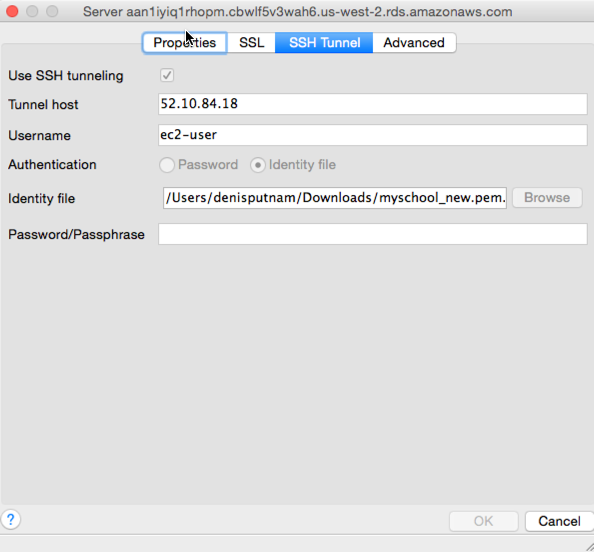 Server aan1iyiq1rhopm.cbwlf5v3wah6.us-west-2.rds.amazonaws.com
Properties SSL SSH Tunnel Advanced
Use SSH tunneling
Tunnel host 52.10.84.18
Username ec2-user
Authentication Password Identity file
Identity file /Users/denisputnam/Downloads/myschool_new.pem. Browse
Password/Passphrase
? OK Cancel